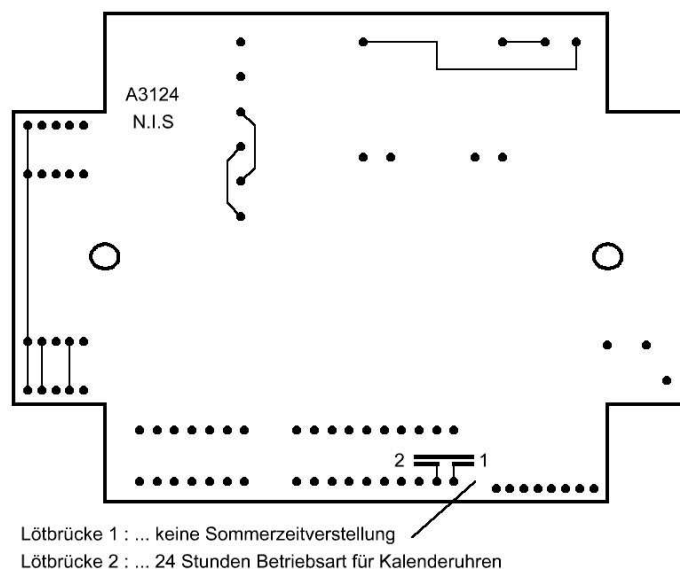 A3124
N.I.S
2 1
Lötbrücke 1 : ... keine Sommerzeitverstellung
Lötbrücke 2 : ... 24 Stunden Betriebsart für Kalenderuhren